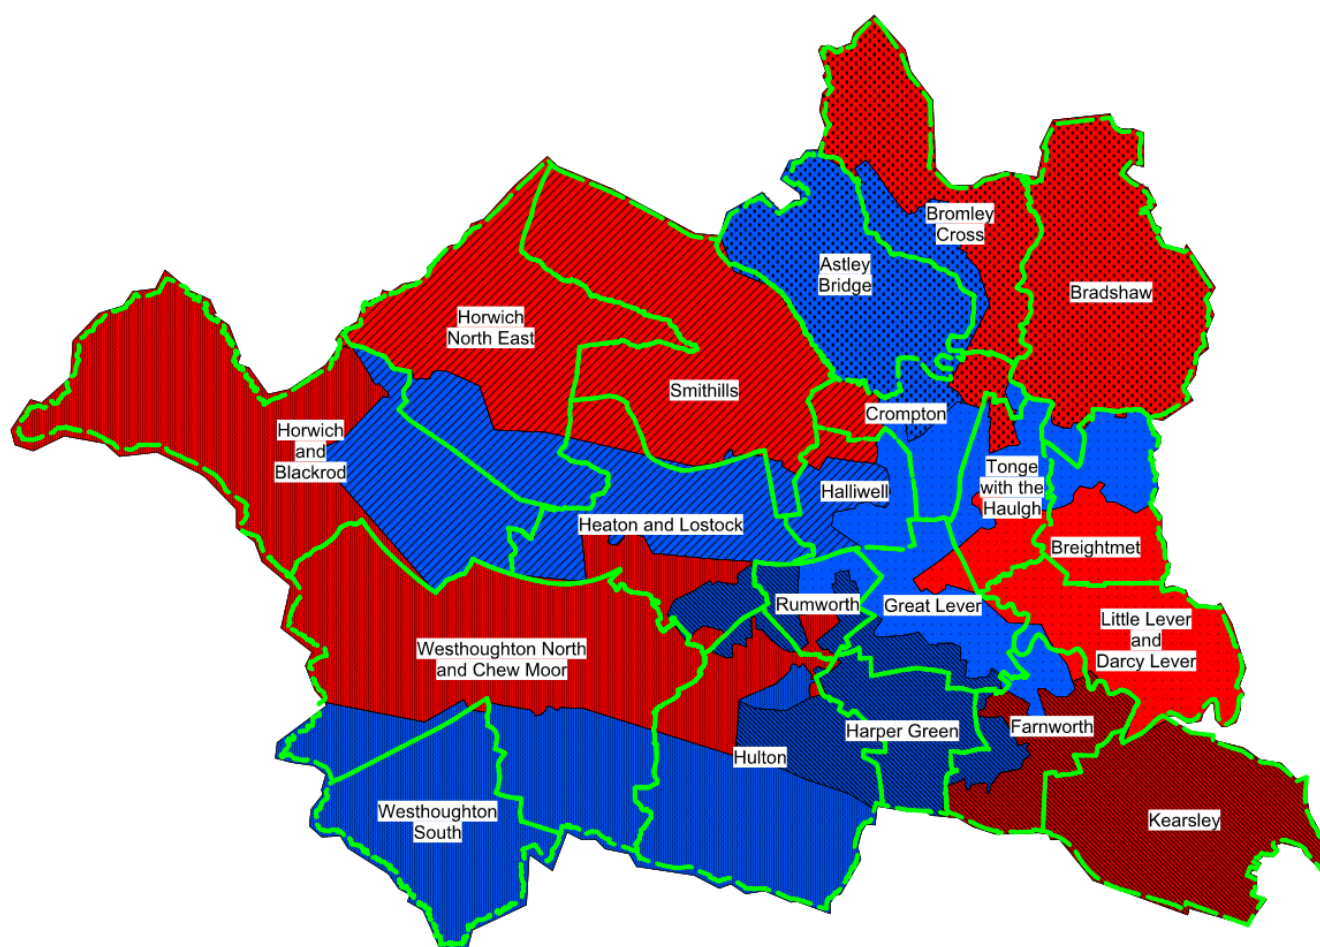 Bromley
Cross
Astley
Bridge
Bradshaw
Horwich
North East
Smithills
Crompton
Horwich
and
Blackrod
Tonge
with the
Haulgh
Halliwell
Heaton and Lostock
Breightmet
Rumworth
Great Lever
Little Lever
and
Darcy Lever
Westhoughton North
and Chew Moor
Farnworth
Harper Green
Hulton
Westhoughton
South
Kearsley